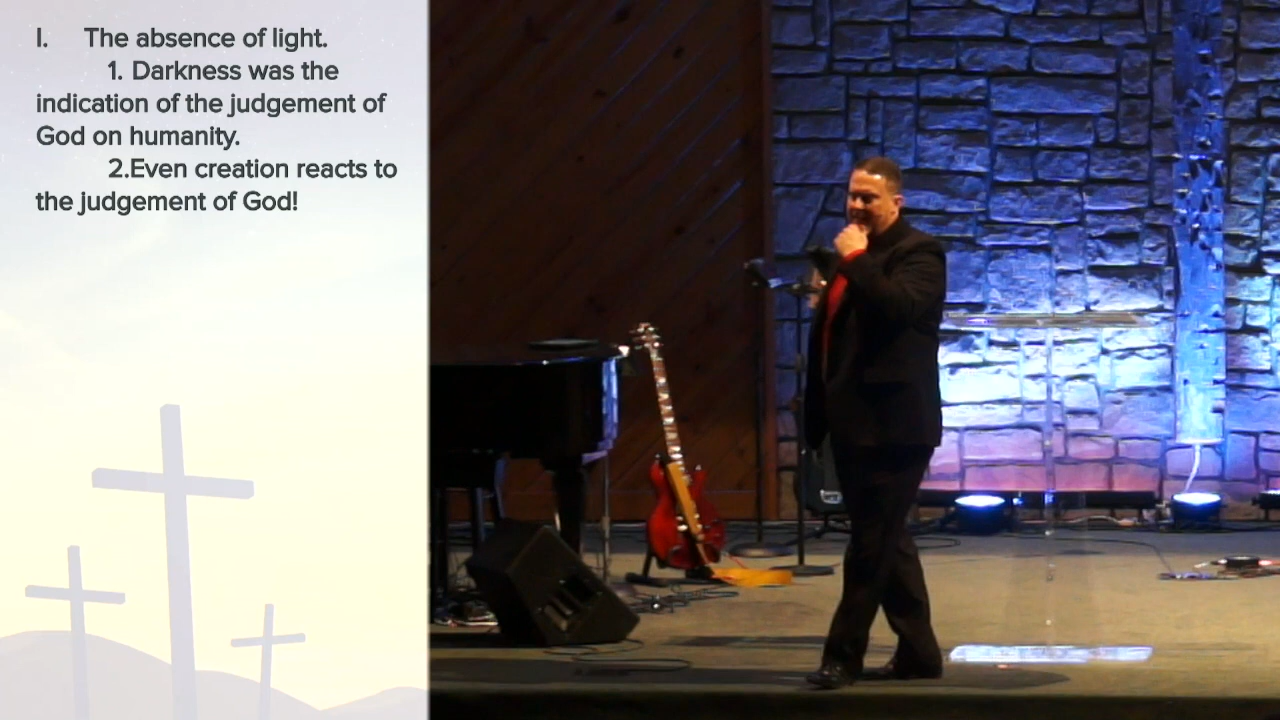 I. The absence of light.
1. Darkness was the
indication of the judgement of
God on humanity.
2.Even creation reacts to
the judgement of God!